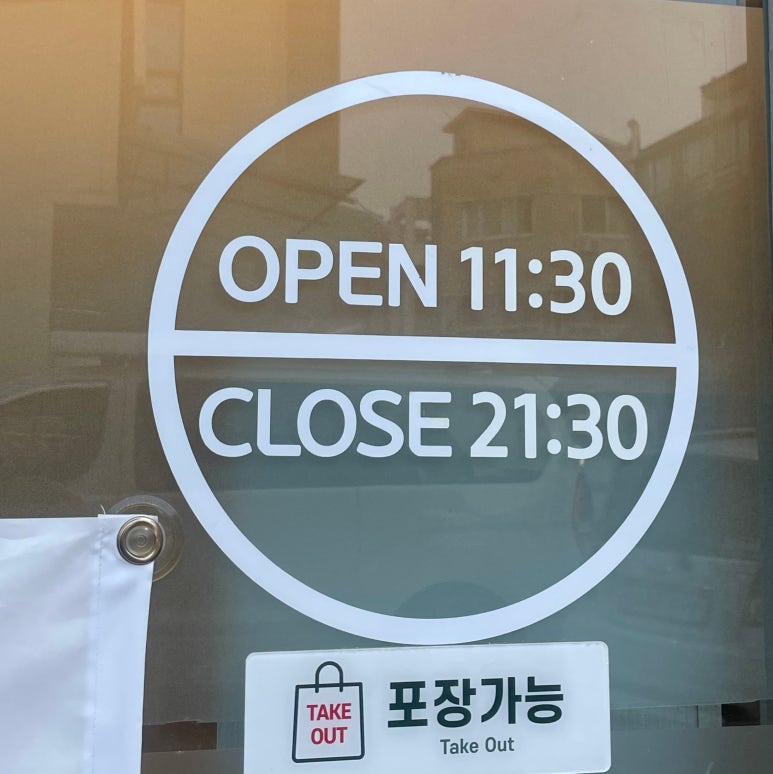 OPEN 11:30
CLOSE 21:30
TAKE
OUT
포장가능
Take Out